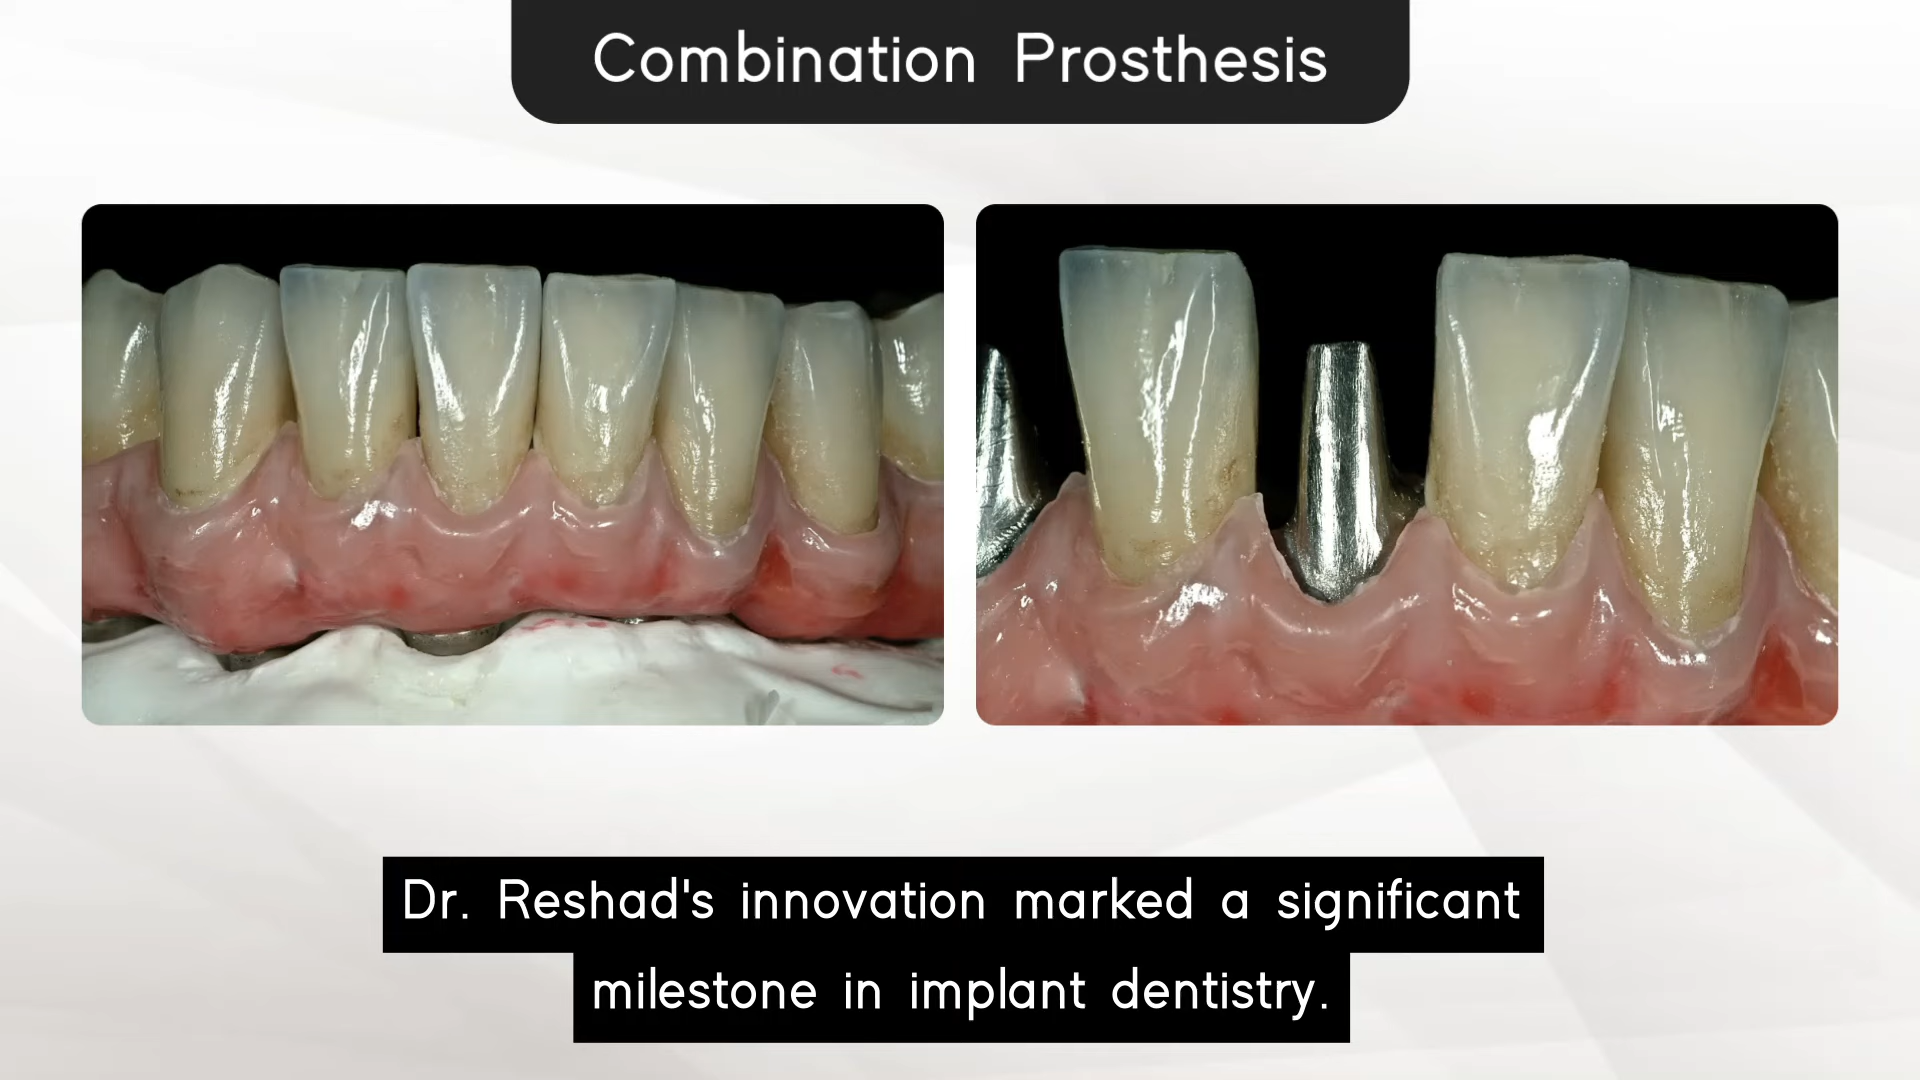 Combination Prosthesis
Dr. Reshad's innovation marked a significant
milestone in implant dentistry.